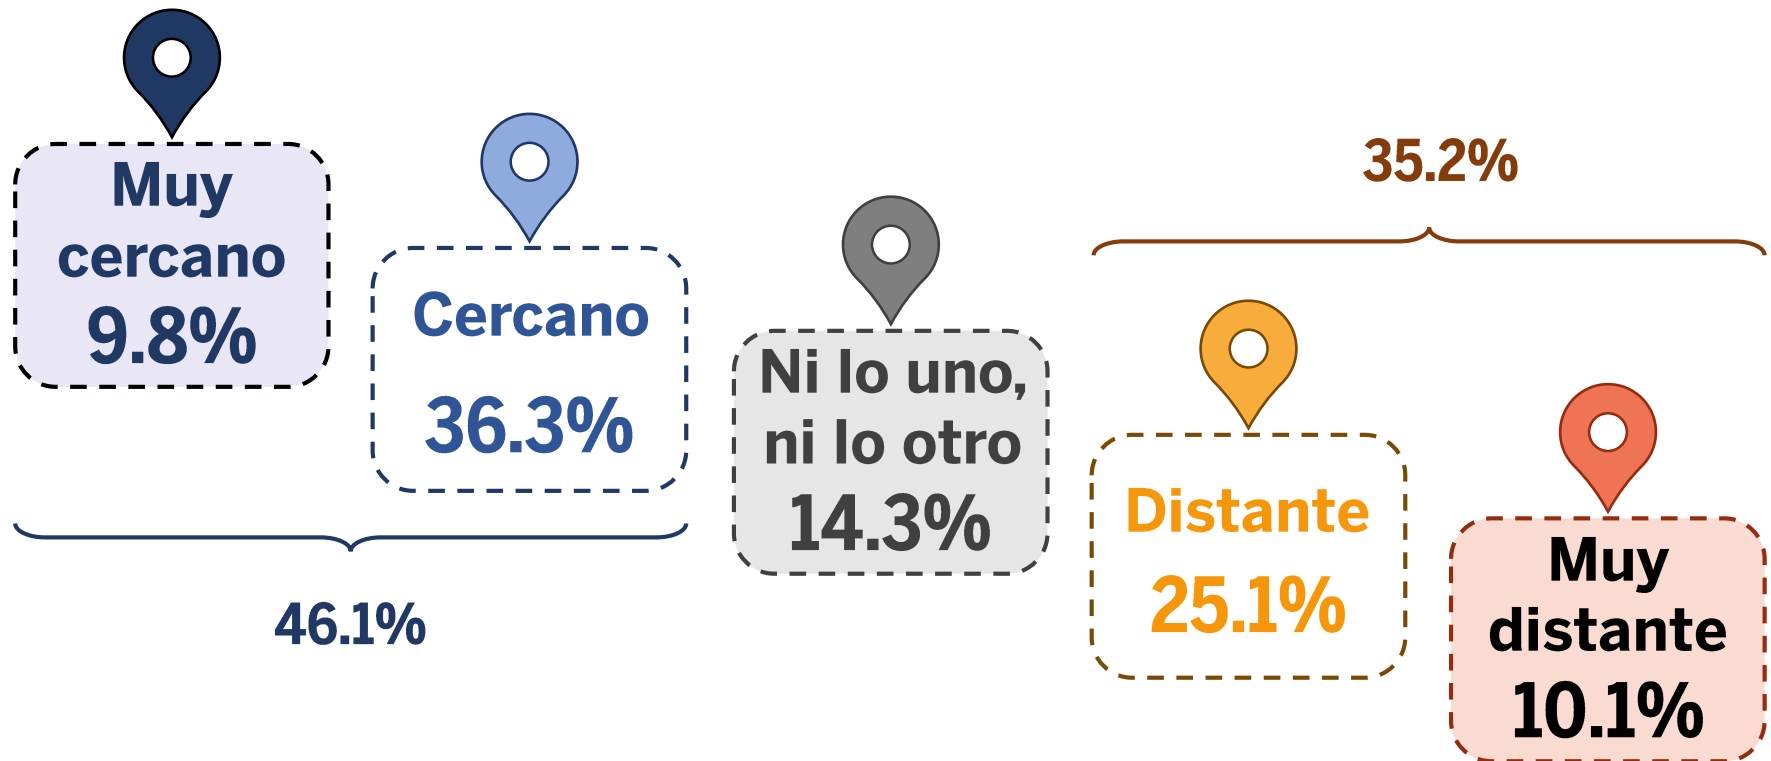 Muy
cercano
9.8%
Cercano
36.3%
46.1%
Ni lo uno,
ni lo otro
14.3%
35.2%
Distante
25.1%
Muy
distante
10.1%